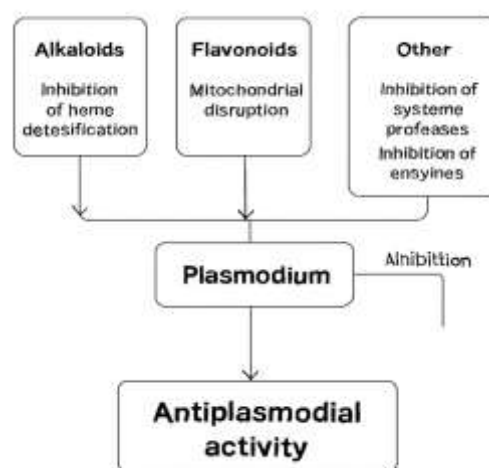 Alkaloids
Inhibition
of heme
detesification
Flavonoids
Mitochondrial
disruption
Other
Inhibition of
systeme
profeases
Inhibition of
ensyines
Plasmodium
Alnibittion
Antiplasmodial
activity